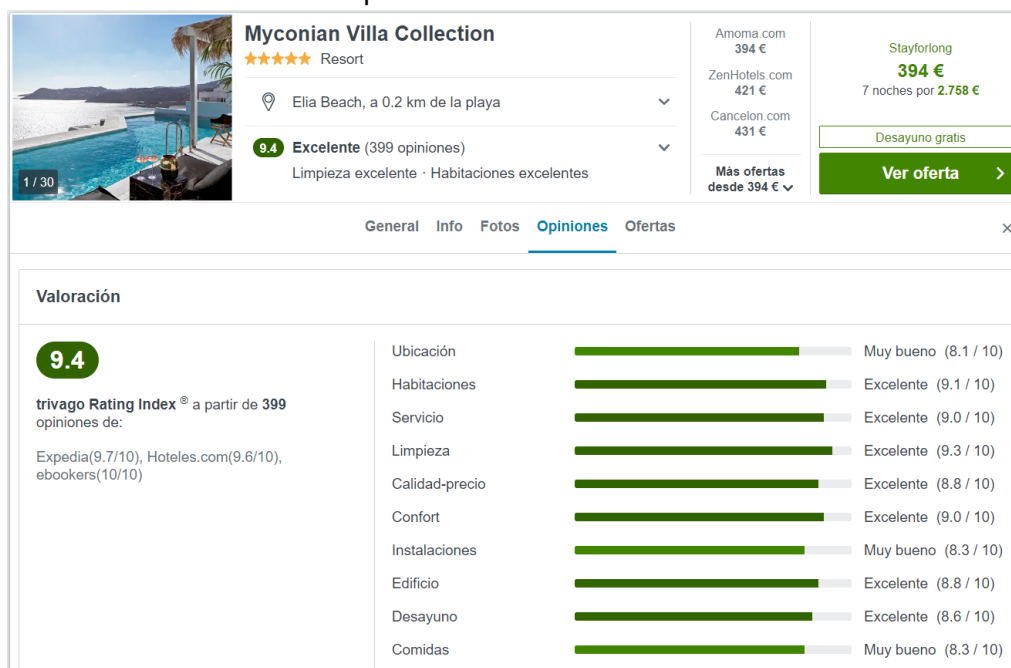 Myconian Villa Collection
Resort
Elia Beach, a 0.2 km de la playa
9.4 Excelente (399 opiniones)
Limpieza excelente · Habitaciones excelentes
1 / 30
Amoma.com
394 €
ZenHotels.com
421 €
Cancelon.com
431 €
Más ofertas
desde 394 €
Stayforlong
394 €
7 noches por 2.758 €
Desayuno gratis
Ver oferta
General Info Fotos Opiniones Ofertas
Valoración
9.4
trivago Rating Index ® a partir de 399
opiniones de:
Expedia(9.7/10), Hoteles.com(9.6/10),
ebookers(10/10)
Ubicación Muy bueno (8.1 / 10)
Habitaciones Excelente (9.1 / 10)
Servicio Excelente (9.0 / 10)
Limpieza Excelente (9.3 / 10)
Calidad-precio Excelente (8.8 / 10)
Confort Excelente (9.0 / 10)
Instalaciones Muy bueno (8.3 / 10)
Edificio Excelente (8.8 / 10)
Desayuno Excelente (8.6 / 10)
Comidas Muy bueno (8.3 / 10)